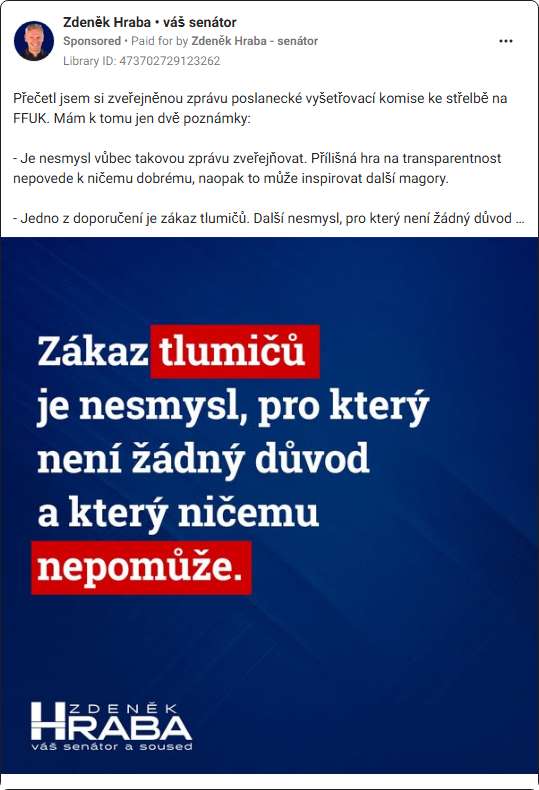 Zdeněk Hraba • váš senátor
Sponsored • Paid for by Zdeněk Hraba - senátor
Library ID: 473702729123262
Přečetl jsem si zveřejněnou zprávu poslanecké vyšetřovací komise ke střelbě na
FFUK. Mám k tomu jen dvě poznámky:
- Je nesmysl vůbec takovou zprávu zveřejňovat. Přílišná hra na transparentnost
nepovede k ničemu dobrému, naopak to může inspirovat další magory.
- Jedno z doporučení je zákaz tlumičů. Další nesmysl, pro který není žádný důvod ...
Zákaz tlumičů
je nesmysl, pro který
není žádný důvod
a který ničemu
nepomůže.
ZDENĚK
HRABA
váš senátor a soused